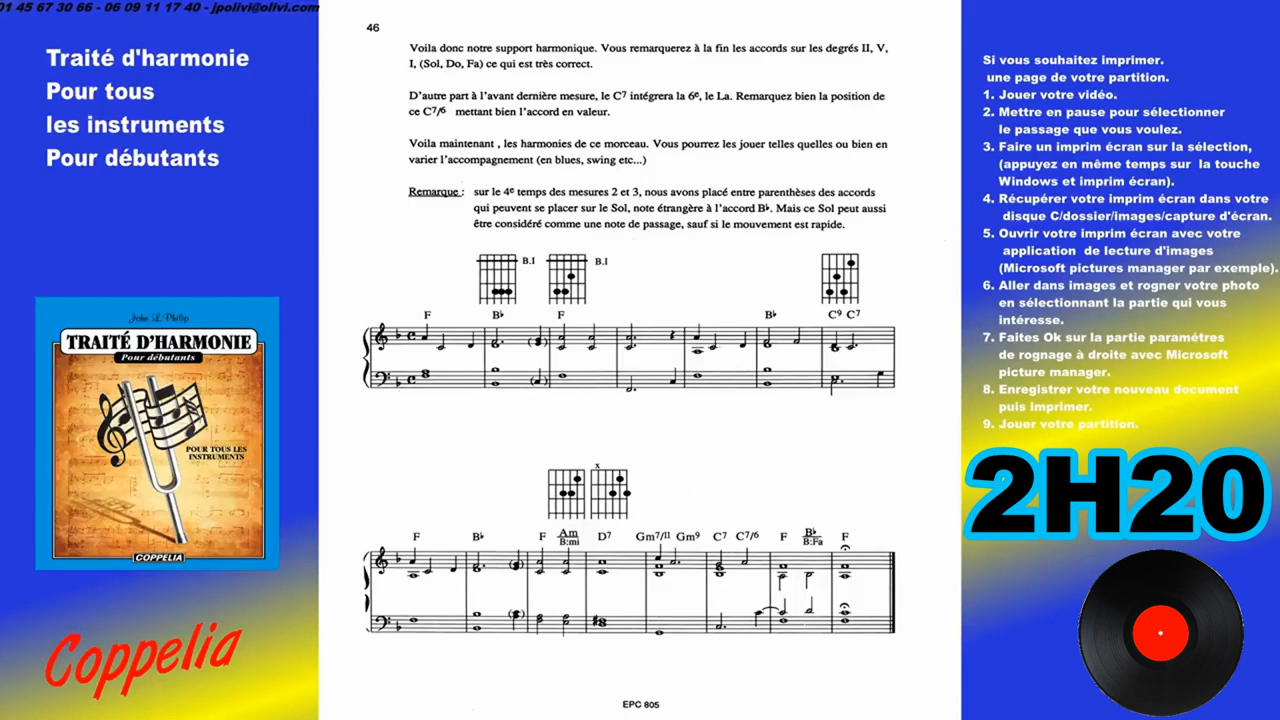 01 45 67 30 66 - 06 09 11 17 40 - jpolivi@olivi.com
Traité d'harmonie
Pour tous
les instruments
Pour débutants
John L. Philip
TRAITÉ D'HARMONIE
Pour débutants
POUR TOUS LES
INSTRUMENTS
COPPELIA
Coppelia
46
Voila donc notre support harmonique. Vous remarquerez à la fin les accords sur les degrés II, V,
I, (Sol, Do, Fa) ce qui est très correct.
D'autre part à l'avant dernière mesure, le C7 intégrera la 6e, le La. Remarquez bien la position de
ce C7/6 mettant bien l'accord en valeur.
Voila maintenant , les harmonies de ce morceau. Vous pourrez les jouer telles quelles ou bien en
varier l'accompagnement (en blues, swing etc...)
Remarque : sur le 4e temps des mesures 2 et 3, nous avons placé entre parenthèses des accords
qui peuvent se placer sur le Sol, note étrangère à l'accord B♭. Mais ce Sol peut aussi
être considéré comme une note de passage, sauf si le mouvement est rapide.
B.I B.I
F B♭ F B♭ C9 C7
x
F B♭ F Am D7 Gm7/11 Gm9 C7 C7/6 F B♭ F
B:mi B:Fa
EPC 805
Si vous souhaitez imprimer.
une page de votre partition.
1. Jouer votre vidéo.
2. Mettre en pause pour sélectionner
le passage que vous voulez.
3. Faire un imprim écran sur la sélection,
(appuyez en même temps sur la touche
Windows et imprim écran).
4. Récupérer votre imprim écran dans votre
disque C/dossier/images/capture d'écran.
5. Ouvrir votre imprim écran avec votre
application de lecture d'images
(Microsoft pictures manager par exemple).
6. Aller dans images et rogner votre photo
en sélectionnant la partie qui vous
intéresse.
7. Faites Ok sur la partie paramétres
de rognage à droite avec Microsoft
picture manager.
8. Enregistrer votre nouveau document
puis imprimer.
9. Jouer votre partition.
2H20